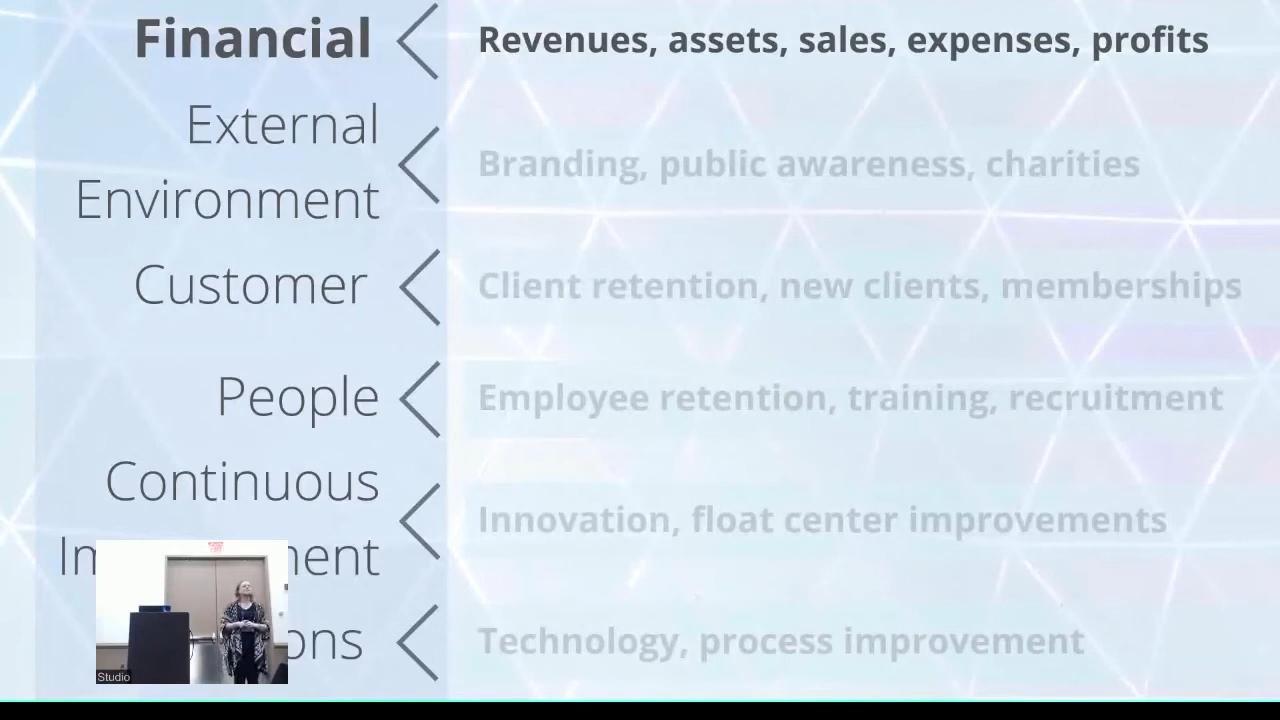 Financial
Revenues, assets, sales, expenses, profits
External
Environment
Branding, public awareness, charities
Customer
Client retention, new clients, memberships
People
Employee retention, training, recruitment
Continuous
Innovation, float center improvements
Technology, process improvement
Studio